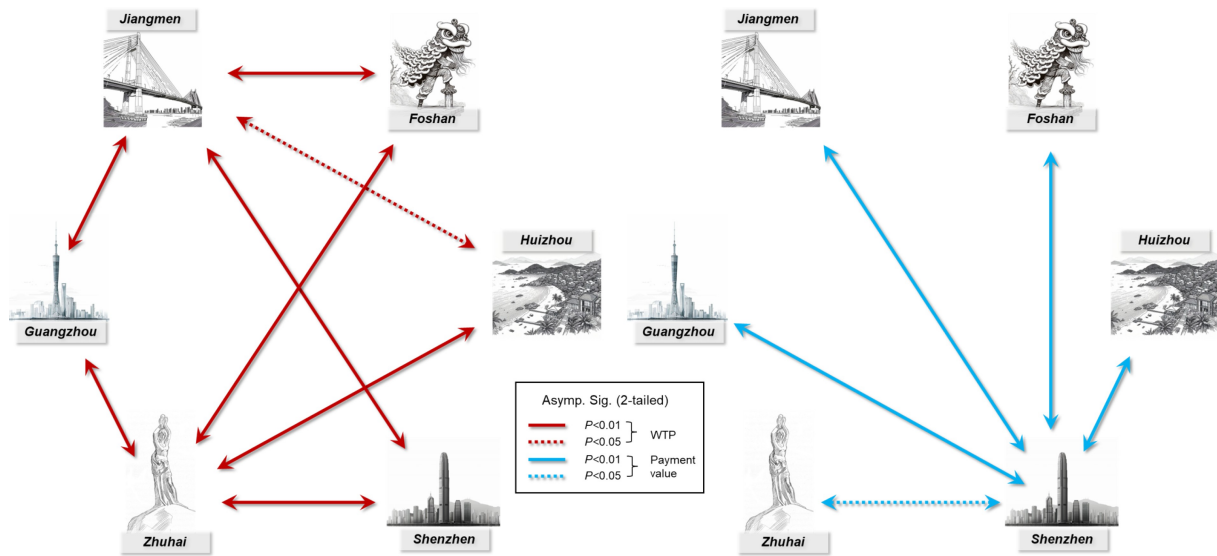 Jiangmen
Foshan
Huizhou
Guangzhou
Zhuhai
Shenzhen
Asymp. Sig. (2-tailed)
P<0.01
P<0.05
WTP
P<0.01
P<0.05
Payment
value
Jiangmen
Foshan
Huizhou
Guangzhou
Zhuhai
Shenzhen